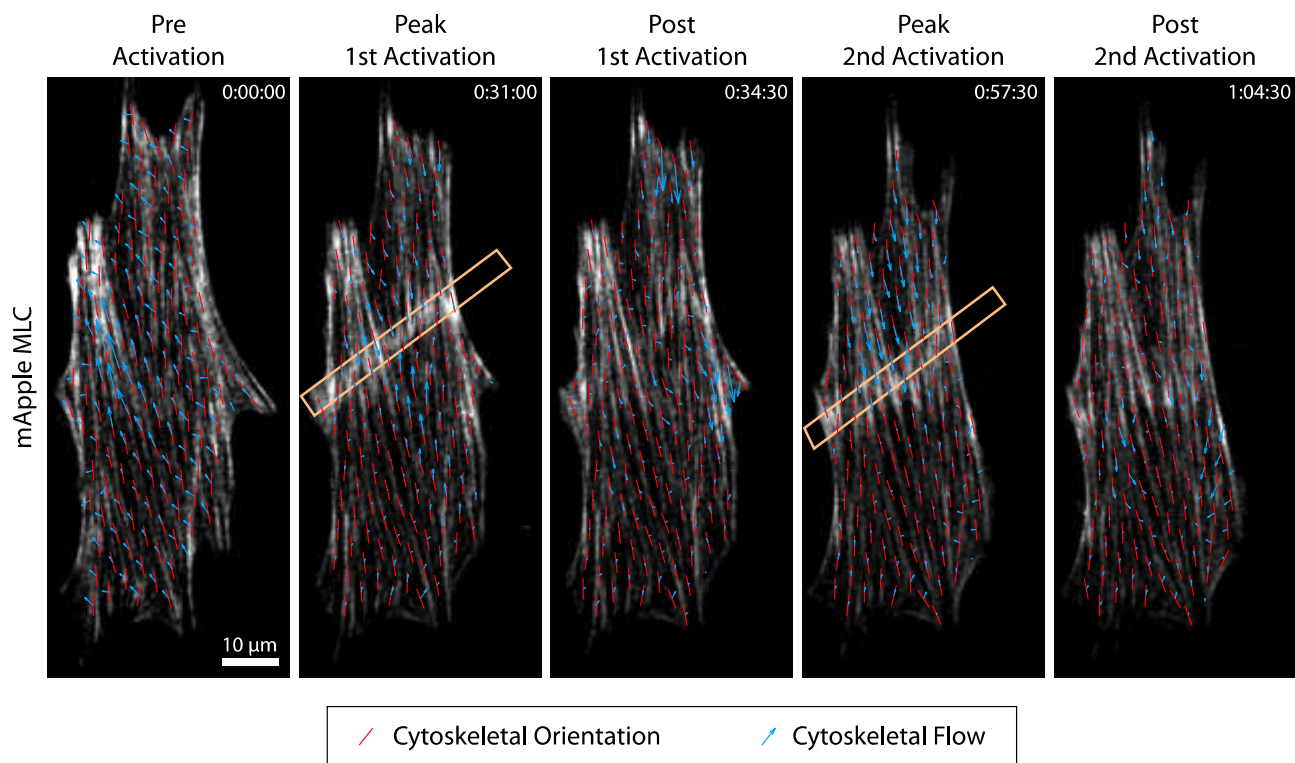 Pre
Activation
Peak
1st Activation
Post
1st Activation
Peak
2nd Activation
Post
2nd Activation
mApple MLC
0:00:00
0:31:00
0:34:30
0:57:30
1:04:30
10 µm
Cytoskeletal Orientation
Cytoskeletal Flow